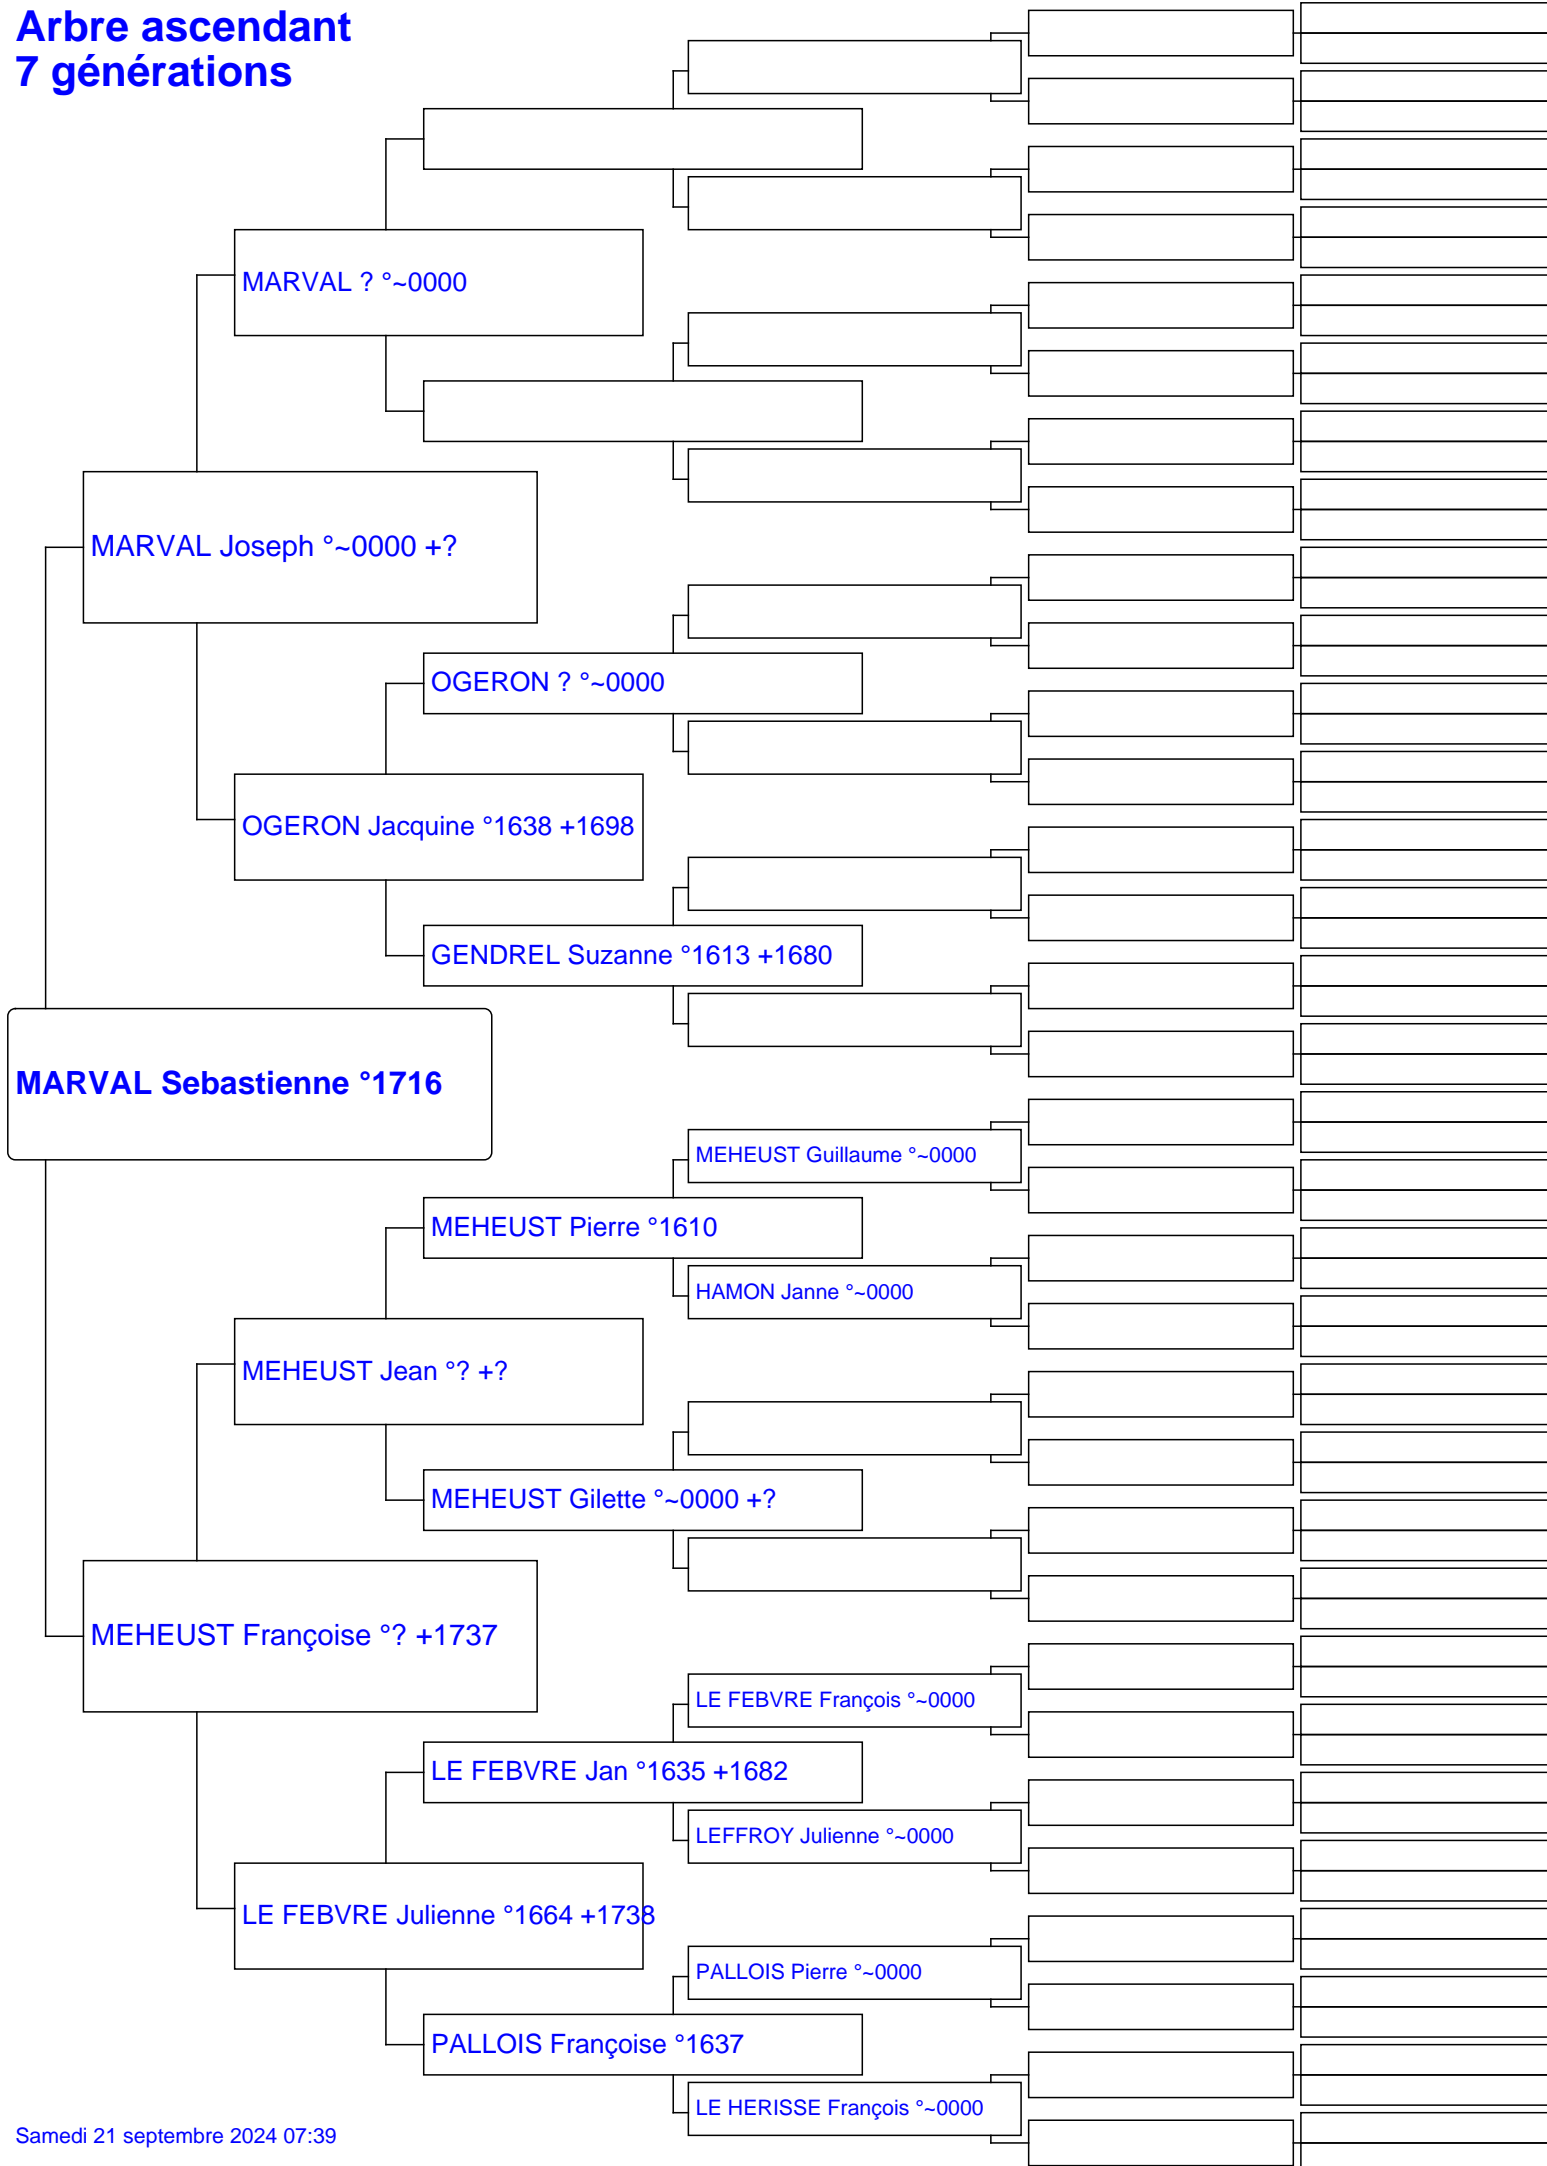 Arbre ascendant
7 générations
MARVAL ? °~0000
MARVAL Joseph °~0000 +?
OGERON ? °~0000
OGERON Jacquine °1638 +1698
GENDREL Suzanne °1613 +1680
MARVAL Sebastienne °1716
MEHEUST Guillaume °~0000
MEHEUST Pierre °1610
HAMON Janne °~0000
MEHEUST Jean °? +?
MEHEUST Gilette °~0000 +?
MEHEUST Françoise °? +1737
LE FEBVRE François °~0000
LE FEBVRE Jan °1635 +1682
LEFFROY Julienne °~0000
LE FEBVRE Julienne °1664 +1738
PALLOIS Pierre °~0000
PALLOIS Françoise °1637
LE HERISSE François °~0000
Samedi 21 septembre 2024 07:39